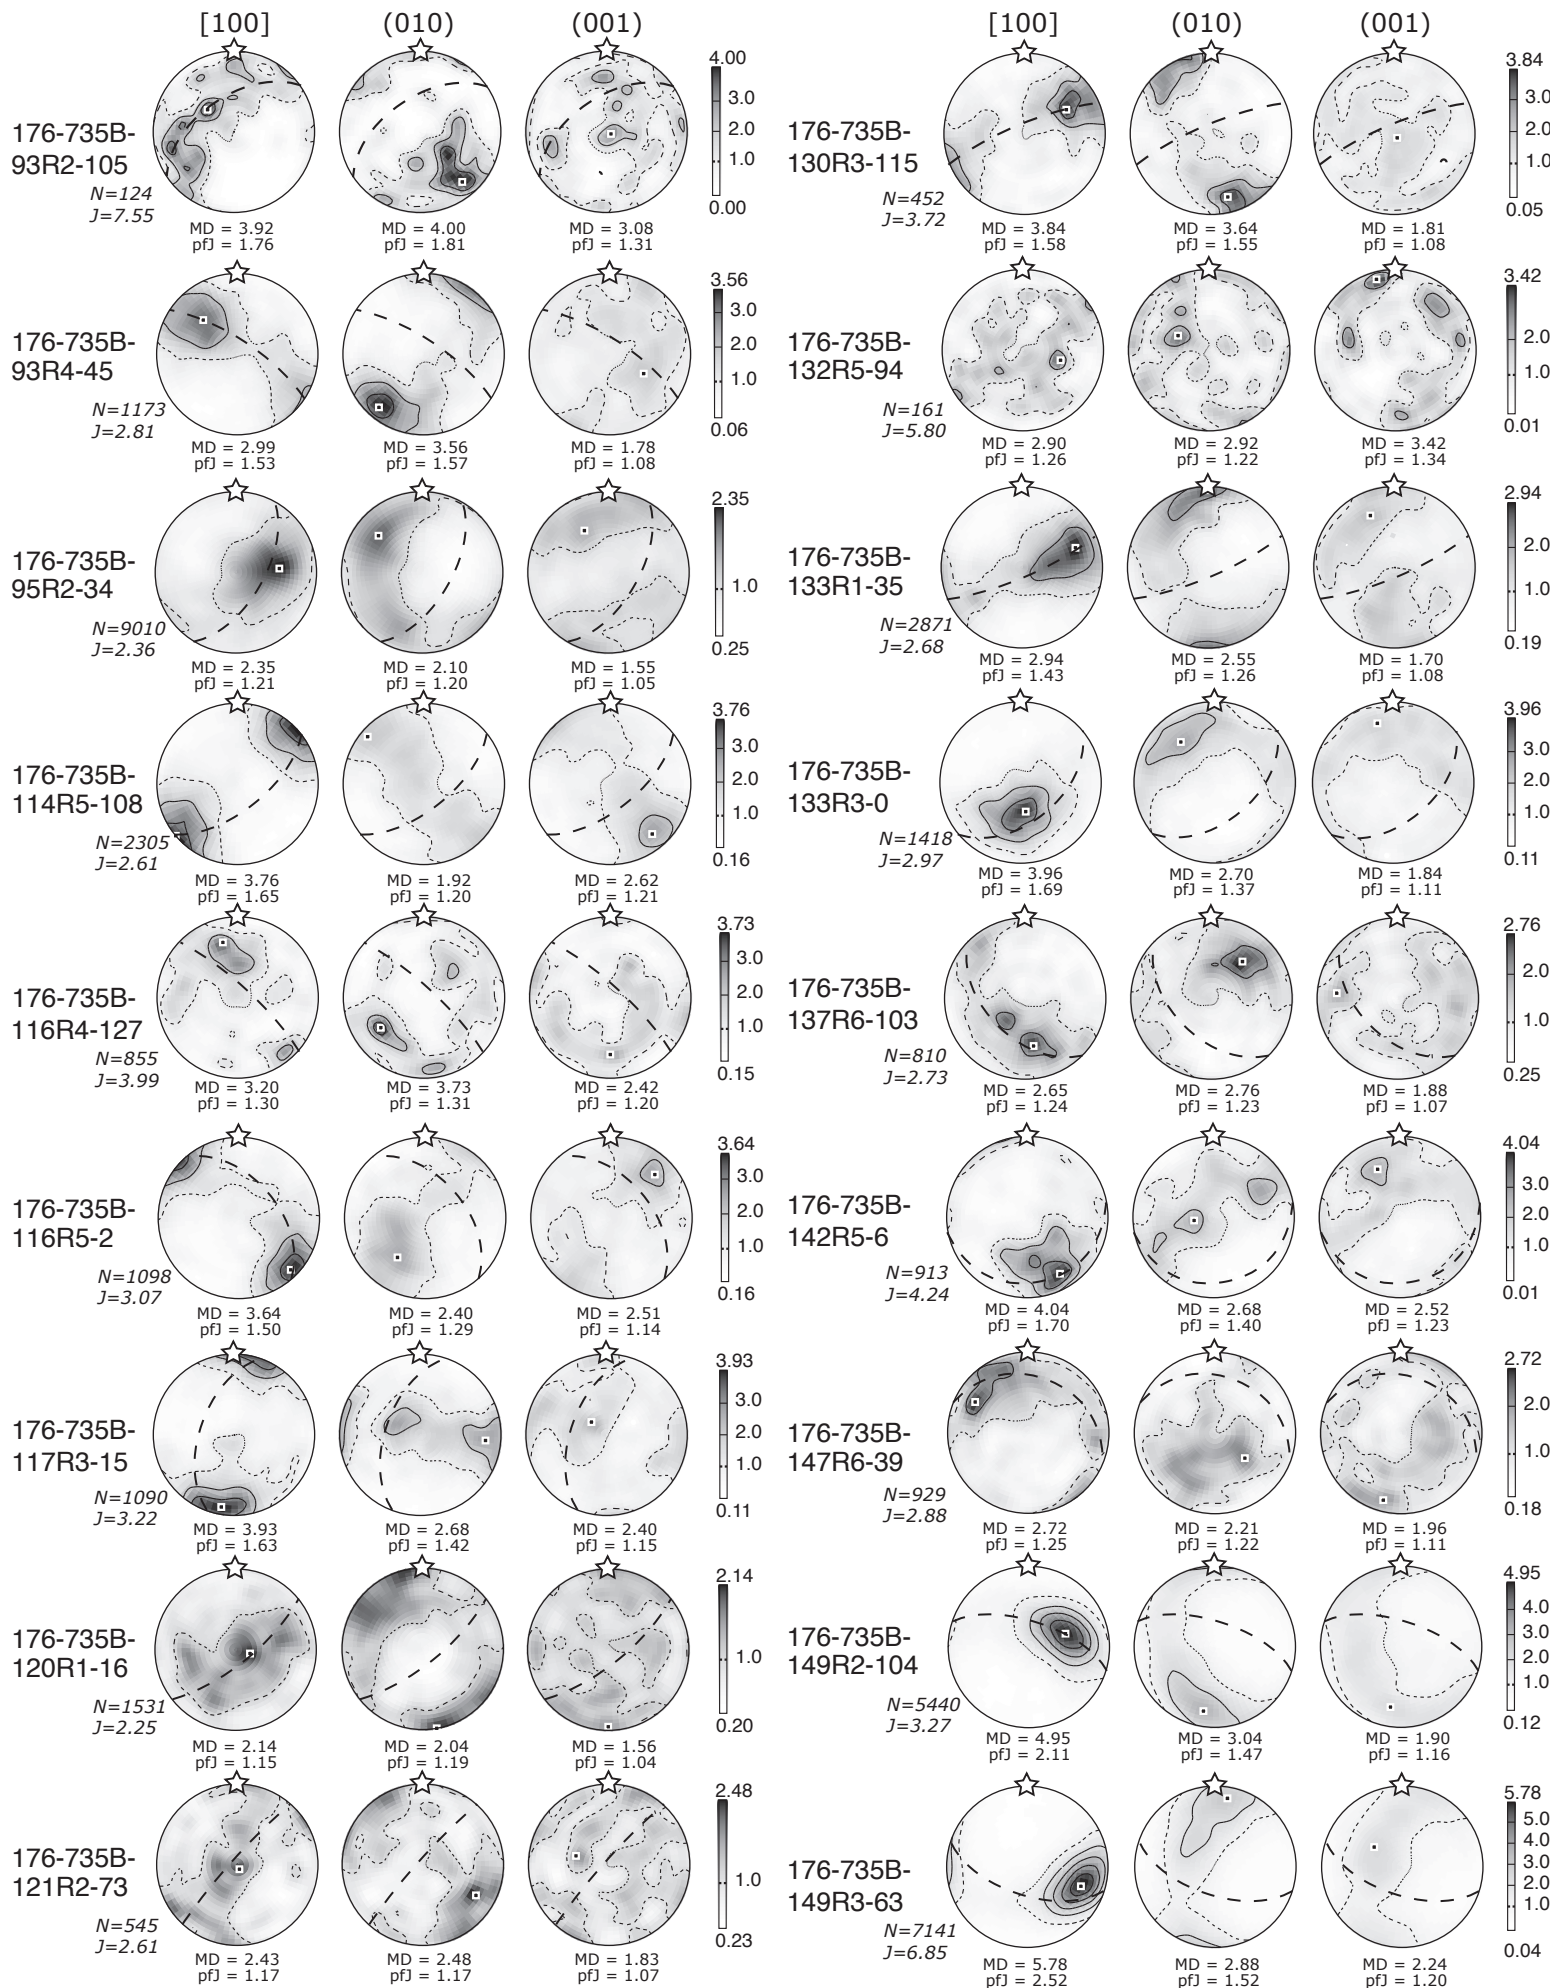 [100] (010) (001)
4.00
3.0
2.0
1.0
0.00
176-735B-
93R2-105
N=124
J=7.55
MD = 3.92 MD = 4.00 MD = 3.08
pfJ = 1.76 pfJ = 1.81 pfJ = 1.31
3.56
3.0
2.0
1.0
0.06
176-735B-
93R4-45
N=1173
J=2.81
MD = 2.99 MD = 3.56 MD = 1.78
pfJ = 1.53 pfJ = 1.57 pfJ = 1.08
2.35
1.0
0.25
176-735B-
95R2-34
N=9010
J=2.36
MD = 2.35 MD = 2.10 MD = 1.55
pfJ = 1.21 pfJ = 1.20 pfJ = 1.05
3.76
3.0
2.0
1.0
0.16
176-735B-
114R5-108
N=2305
J=2.61
MD = 3.76 MD = 1.92 MD = 2.62
pfJ = 1.65 pfJ = 1.20 pfJ = 1.21
3.73
3.0
2.0
1.0
0.15
176-735B-
116R4-127
N=855
J=3.99
MD = 3.20 MD = 3.73 MD = 2.42
pfJ = 1.30 pfJ = 1.31 pfJ = 1.20
3.64
3.0
2.0
1.0
0.16
176-735B-
116R5-2
N=1098
J=3.07
MD = 3.64 MD = 2.40 MD = 2.51
pfJ = 1.50 pfJ = 1.29 pfJ = 1.14
3.93
3.0
2.0
1.0
0.11
176-735B-
117R3-15
N=1090
J=3.22
MD = 3.93 MD = 2.68 MD = 2.40
pfJ = 1.63 pfJ = 1.42 pfJ = 1.15
2.14
1.0
0.20
176-735B-
120R1-16
N=1531
J=2.25
MD = 2.14 MD = 2.04 MD = 1.56
pfJ = 1.15 pfJ = 1.19 pfJ = 1.04
2.48
1.0
0.23
176-735B-
121R2-73
N=545
J=2.61
MD = 2.43 MD = 2.48 MD = 1.83
pfJ = 1.17 pfJ = 1.17 pfJ = 1.07
[100] (010) (001)
3.84
3.0
2.0
1.0
0.05
176-735B-
130R3-115
N=452
J=3.72
MD = 3.84 MD = 3.64 MD = 1.81
pfJ = 1.58 pfJ = 1.55 pfJ = 1.08
3.42
2.0
1.0
0.01
176-735B-
132R5-94
N=161
J=5.80
MD = 2.90 MD = 2.92 MD = 3.42
pfJ = 1.26 pfJ = 1.22 pfJ = 1.34
2.94
2.0
1.0
0.19
176-735B-
133R1-35
N=2871
J=2.68
MD = 2.94 MD = 2.55 MD = 1.70
pfJ = 1.43 pfJ = 1.26 pfJ = 1.08
3.96
3.0
2.0
1.0
0.11
176-735B-
133R3-0
N=1418
J=2.97
MD = 3.96 MD = 2.70 MD = 1.84
pfJ = 1.69 pfJ = 1.37 pfJ = 1.11
2.76
2.0
1.0
0.25
176-735B-
137R6-103
N=810
J=2.73
MD = 2.65 MD = 2.76 MD = 1.88
pfJ = 1.24 pfJ = 1.23 pfJ = 1.07
4.04
3.0
2.0
1.0
0.01
176-735B-
142R5-6
N=913
J=4.24
MD = 4.04 MD = 2.68 MD = 2.52
pfJ = 1.70 pfJ = 1.40 pfJ = 1.23
2.72
2.0
1.0
0.18
176-735B-
147R6-39
N=929
J=2.88
MD = 2.72 MD = 2.21 MD = 1.96
pfJ = 1.25 pfJ = 1.22 pfJ = 1.11
4.95
4.0
3.0
2.0
1.0
0.12
176-735B-
149R2-104
N=5440
J=3.27
MD = 4.95 MD = 3.04 MD = 1.90
pfJ = 2.11 pfJ = 1.47 pfJ = 1.16
5.78
5.0
4.0
3.0
2.0
1.0
0.04
176-735B-
149R3-63
N=7141
J=6.85
MD = 5.78 MD = 2.88 MD = 2.24
pfJ = 2.52 pfJ = 1.52 pfJ = 1.20